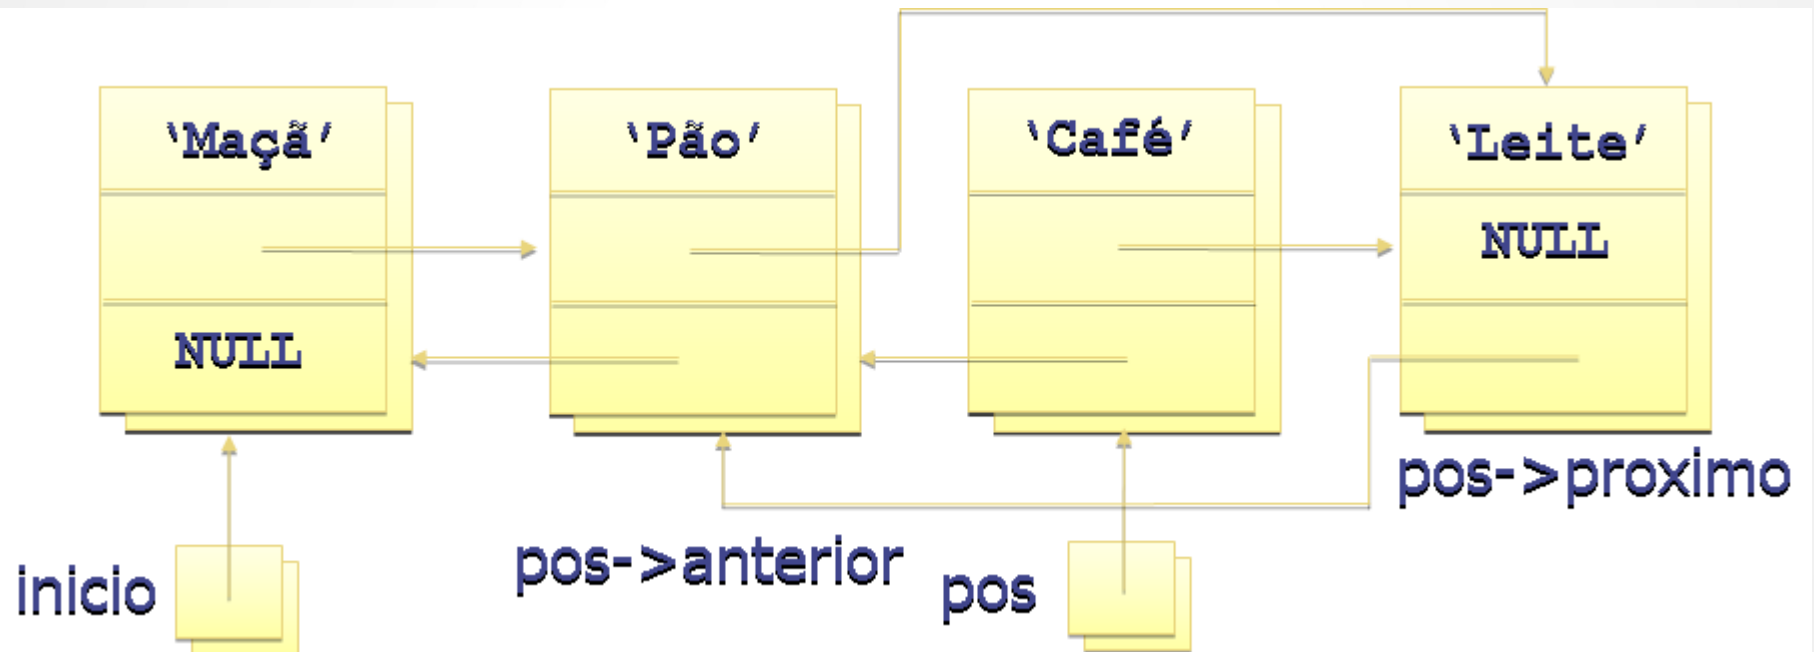 ‘Maçã’
‘Pão’
‘Café’
‘Leite’
NULL
NULL
pos->proximo
inicio
pos->anterior
pos